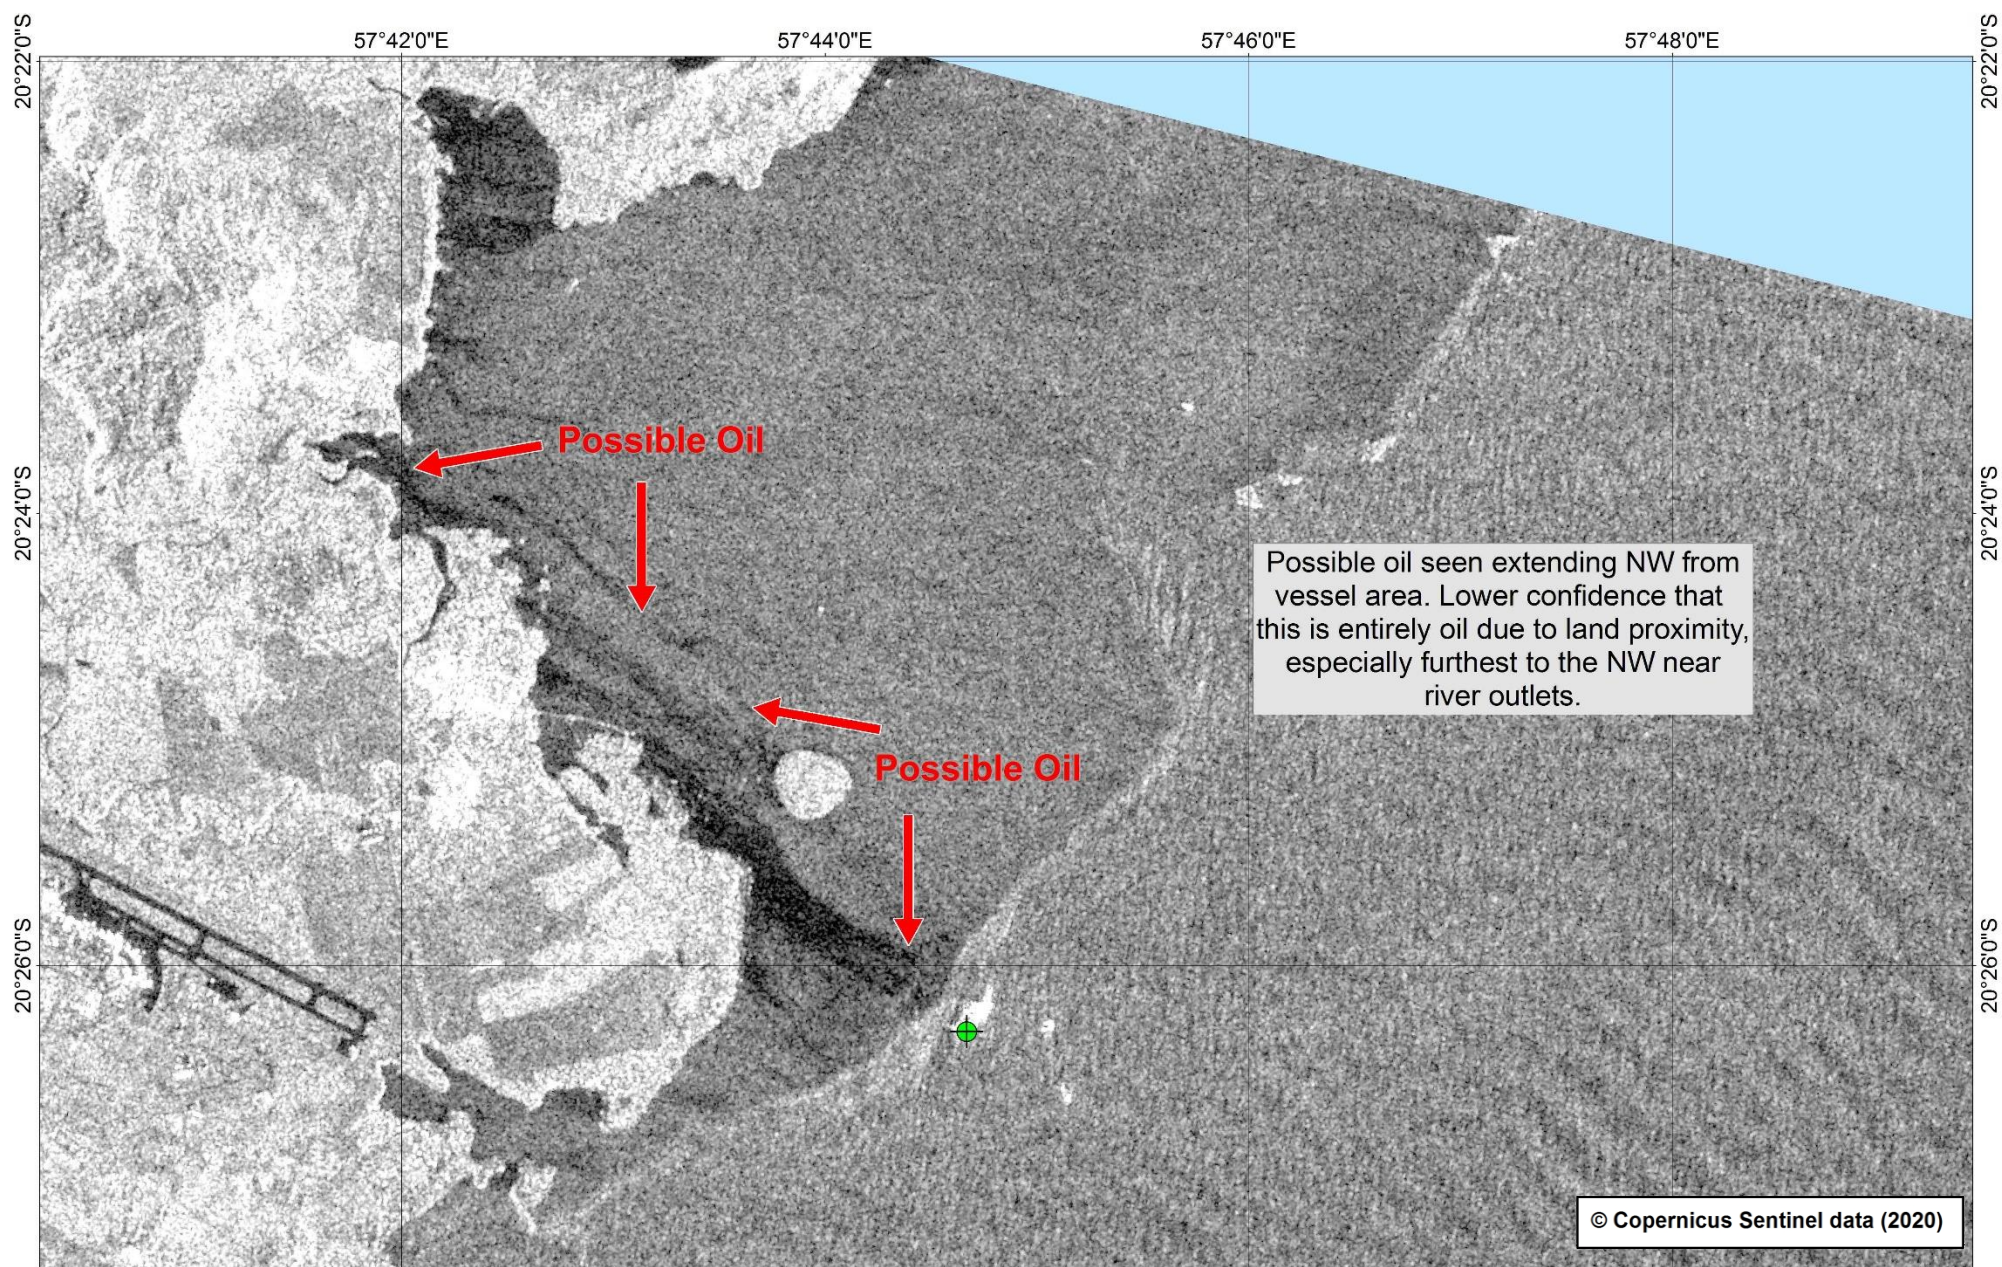 57°42'0"E
57°44'0"E
57°46'0"E
57°48'0"E
20°22'0"S
20°22'0"S
Possible Oil
20°24'0"S
20°24'0"S
Possible oil seen extending NW from
vessel area. Lower confidence that
this is entirely oil due to land proximity,
especially furthest to the NW near
river outlets.
Possible Oil
20°26'0"S
20°26'0"S
© Copernicus Sentinel data (2020)